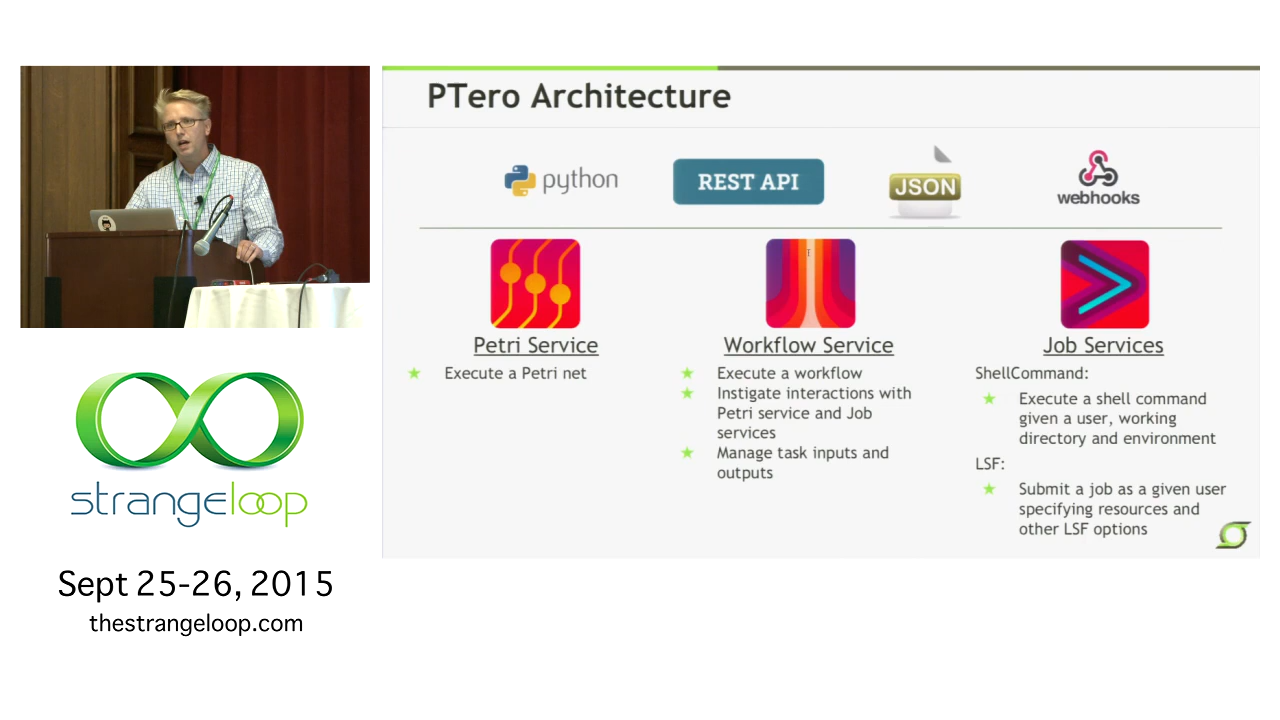 PTero Architecture
python
REST API
JSON
webhooks
Petri Service
Execute a Petri net
Workflow Service
Execute a workflow
Instigate interactions with
Petri service and Job
services
Manage task inputs and
outputs
Job Services
ShellCommand:
Execute a shell command
given a user, working
directory and environment
LSF:
Submit a job as a given user
specifying resources and
other LSF options
strangeloop
Sept 25-26, 2015
thestrangeloop.com